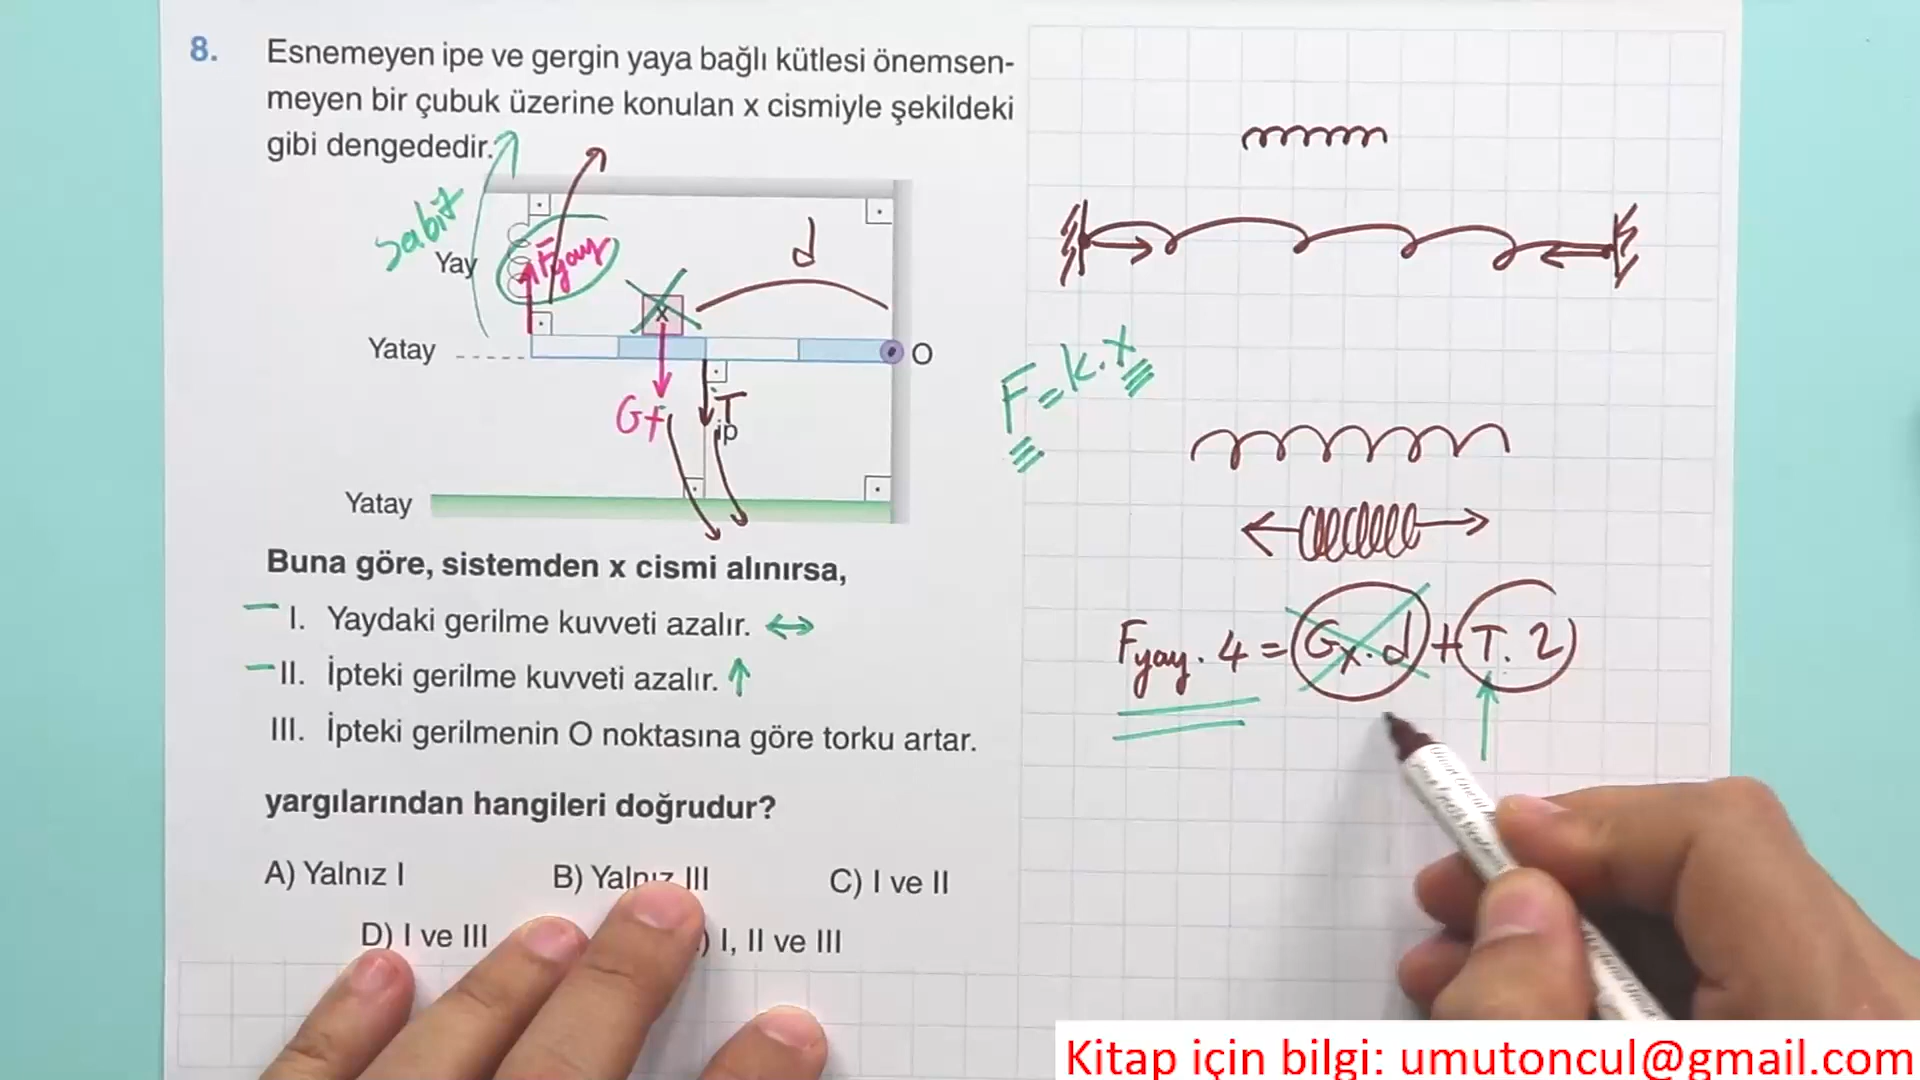 8. Esnemeyen ipe ve gergin yaya bağlı kütlesi önemsen-
meyen bir çubuk üzerine konulan x cismiyle şekildeki
gibi dengededir.
sabit
Yay
Fyay
d
x
Yatay
O
Gx
T
ip
Yatay
Buna göre, sistemden x cismi alınırsa,
I. Yaydaki gerilme kuvveti azalır.
II. İpteki gerilme kuvveti azalır.
III. İpteki gerilmenin O noktasına göre torku artar.
yargılarından hangileri doğrudur?
A) Yalnız I B) Yalnız III C) I ve II
D) I ve III ) I, II ve III
F = k.x
Fyay. 4 = Gx.d + T. 2
Kitap için bilgi: umutoncul@gmail.com